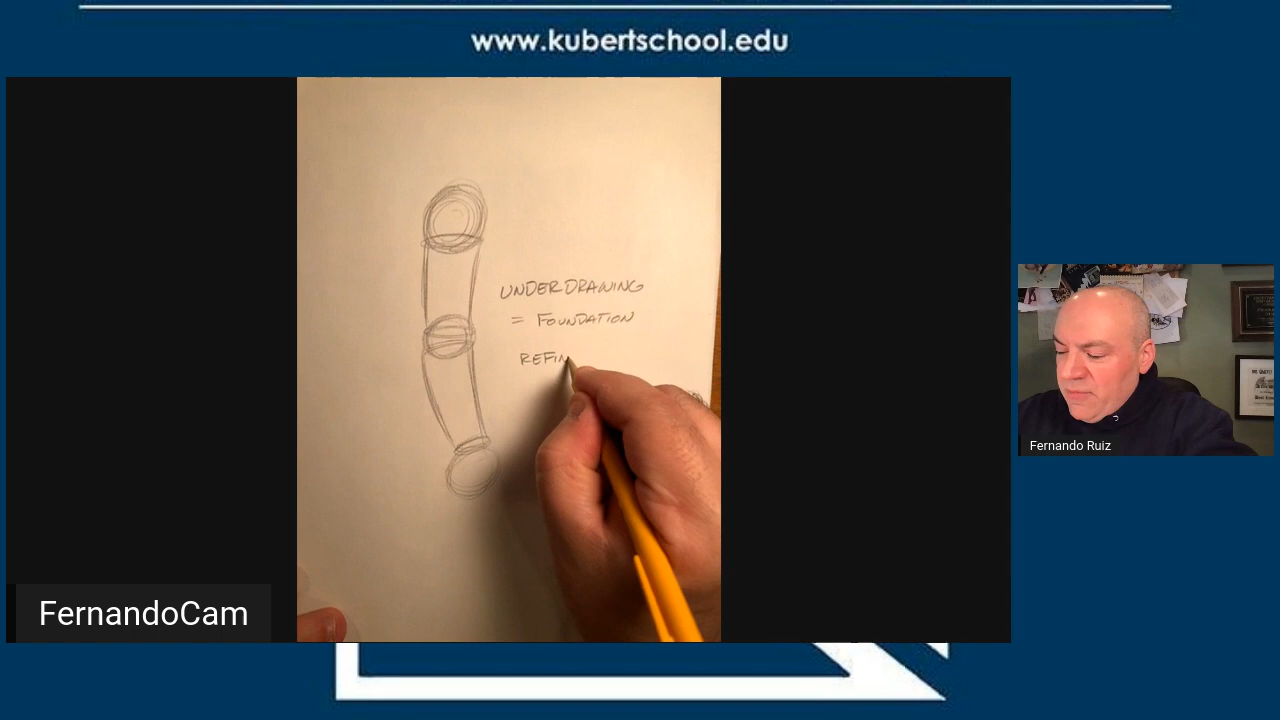 www.kubertschool.edu
UNDERDRAWING
= FOUNDATION
REFIN
FernandoCam
Fernando Ruiz